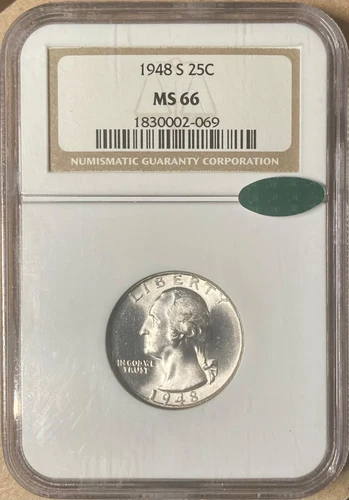 1948 S 25C
MS 66
1830002-069
NUMISMATIC GUARANTY CORPORATION
LIBERTY
IN GOD WE
TRUST
1948